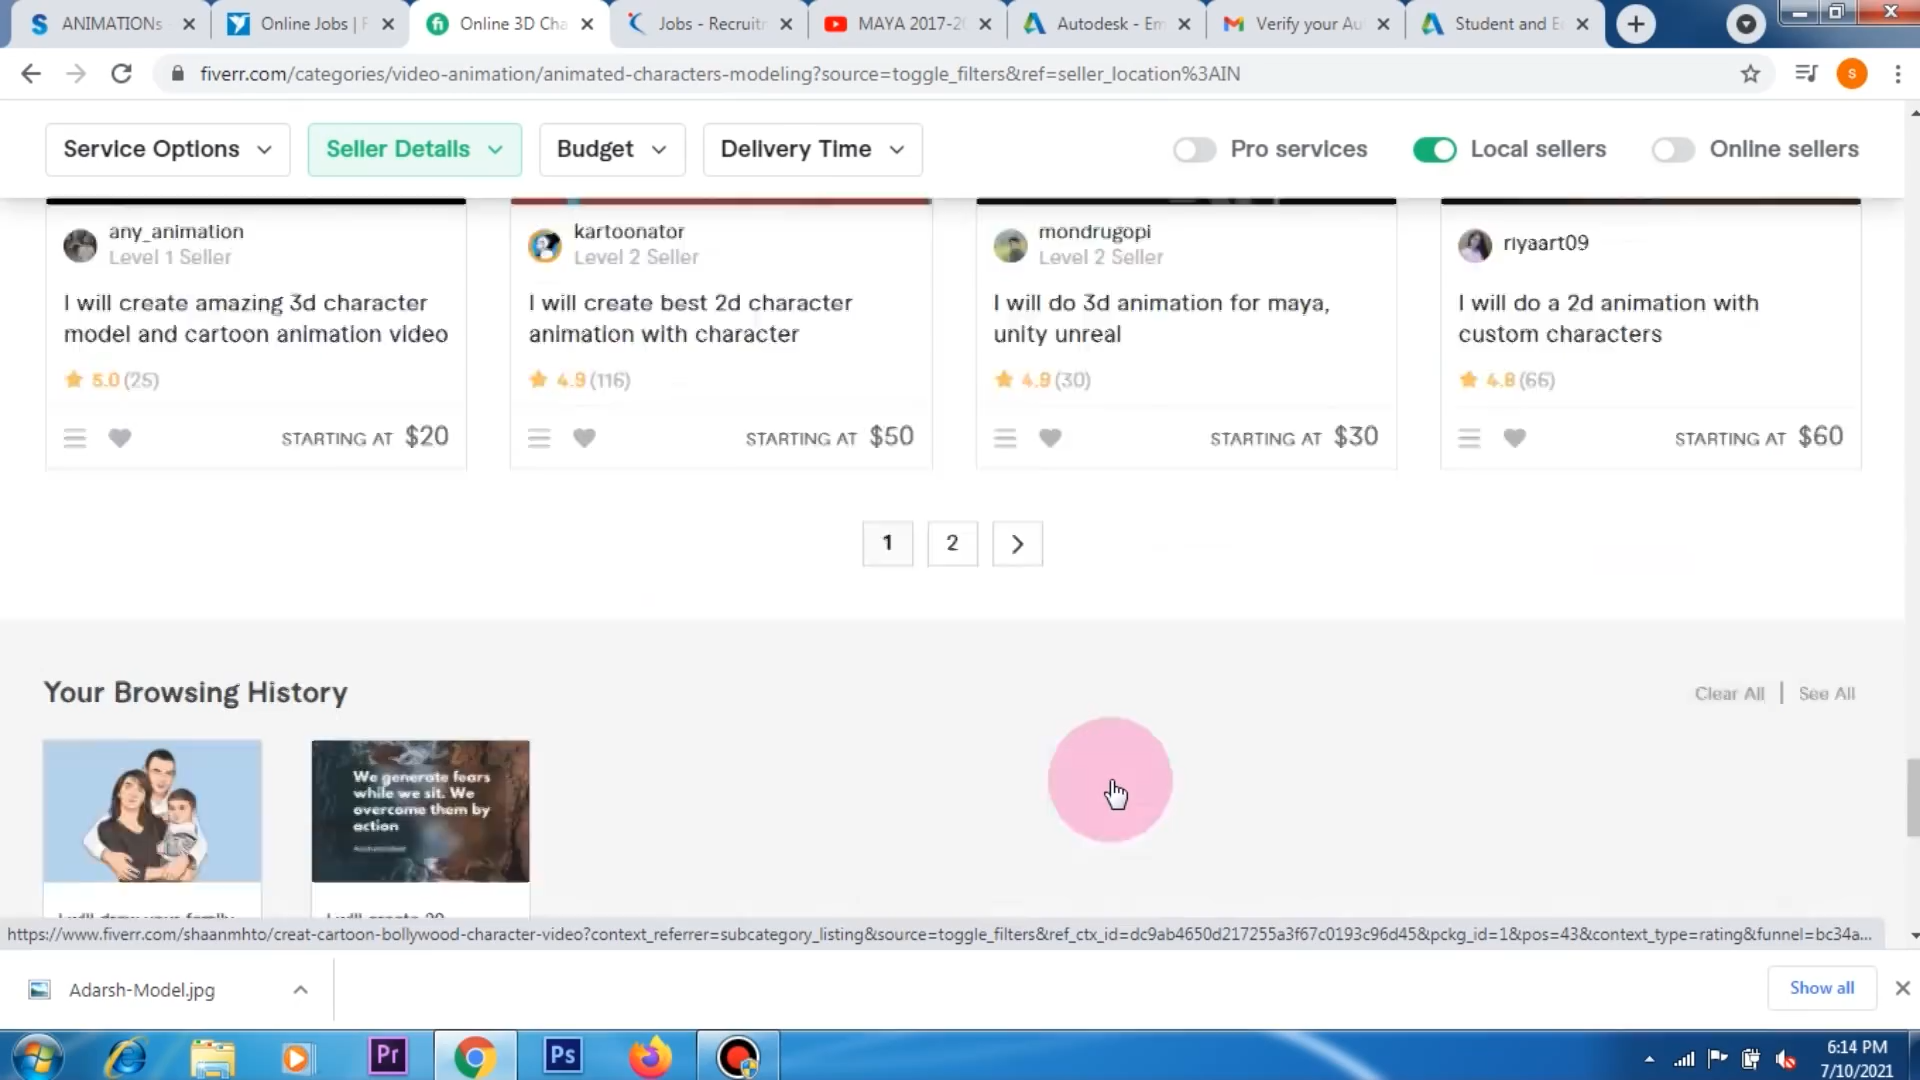 ANIMATIONs
Online Jobs | F
Online 3D Cha
Jobs - Recruitm
MAYA 2017-20
Autodesk - Em
Verify your Au
Student and E
fiverr.com/categories/video-animation/animated-characters-modeling?source=toggle_filters&ref=seller_location%3AIN
S
Service Options
Seller Details
Budget
Delivery Time
Pro services
Local sellers
Online sellers
any_animation
Level 1 Seller
I will create amazing 3d character
model and cartoon animation video
5.0 (25)
STARTING AT $20
kartoonator
Level 2 Seller
I will create best 2d character
animation with character
4.9 (116)
STARTING AT $50
mondrugopi
Level 2 Seller
I will do 3d animation for maya,
unity unreal
4.9 (30)
STARTING AT $30
riyaart09
I will do a 2d animation with
custom characters
4.8 (66)
STARTING AT $60
1
2
Your Browsing History
Clear All | See All
We generate fears
while we sit. We
overcome them by
action
https://www.fiverr.com/shaanmhto/creat-cartoon-bollywood-character-video?context_referrer=subcategory_listing&source=toggle_filters&ref_ctx_id=dc9ab4650d217255a3f67c0193c96d45&pckg_id=1&pos=43&context_type=rating&funnel=bc34a...
Adarsh-Model.jpg
Show all
Pr
Ps
6:14 PM
7/10/2021